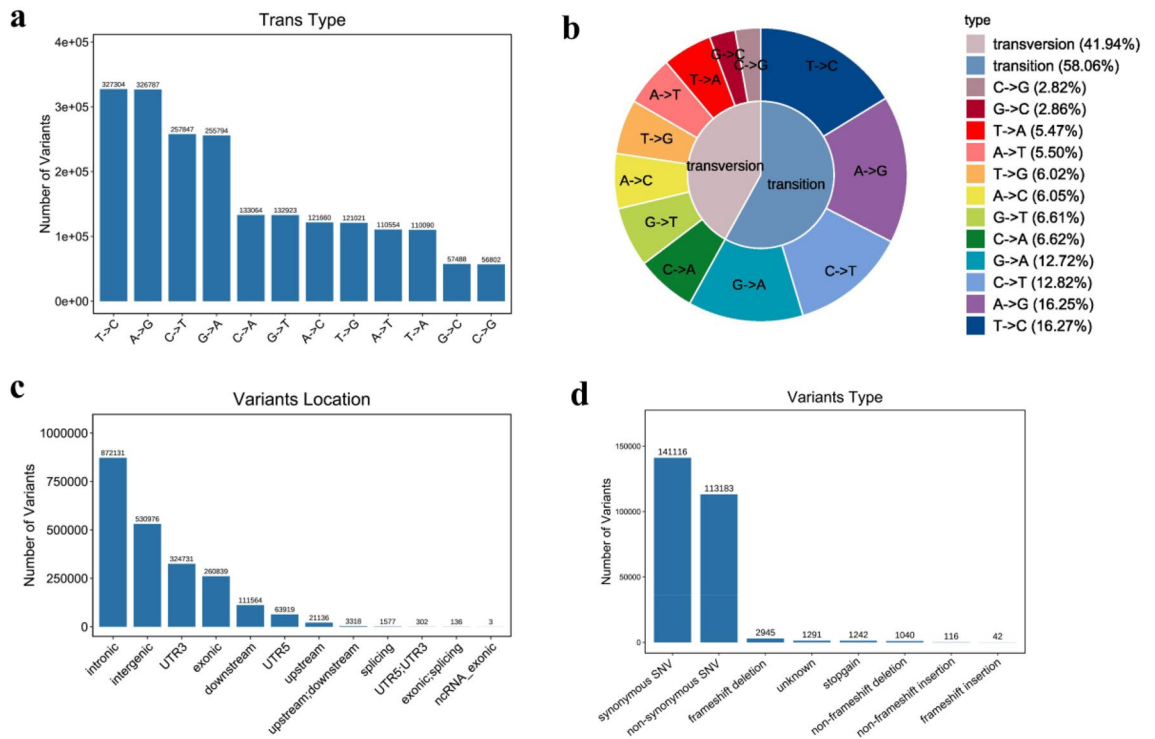 a
Trans Type
Number of Variants
4e+05
3e+05
2e+05
1e+05
0e+00
327304
326787
257847
255794
133064
132923
121660
121021
110554
110090
57488
56802
T->C
A->G
C->T
G->A
C->A
G->T
A->C
T->G
A->T
T->A
G->C
C->G
b
T->C
A->G
C->T
G->A
C->A
G->T
A->C
T->G
A->T
T->A
G->C
C->G
transversion
transition
type
transversion (41.94%)
transition (58.06%)
C->G (2.82%)
G->C (2.86%)
T->A (5.47%)
A->T (5.50%)
T->G (6.02%)
A->C (6.05%)
G->T (6.61%)
C->A (6.62%)
G->A (12.72%)
C->T (12.82%)
A->G (16.25%)
T->C (16.27%)
c
Variants Location
Number of Variants
1000000
750000
500000
250000
0
872131
530976
324731
260839
111564
63919
21136
3318
1577
302
136
3
intronic
intergenic
UTR3
exonic
downstream
UTR5
upstream
upstream;downstream
splicing
UTR5;UTR3
exonic;splicing
ncRNA_exonic
d
Variants Type
Number of Variants
150000
100000
50000
0
141116
113183
2945
1291
1242
1040
116
42
synonymous SNV
non-synonymous SNV
frameshift deletion
unknown
stopgain
non-frameshift deletion
non-frameshift insertion
frameshift insertion